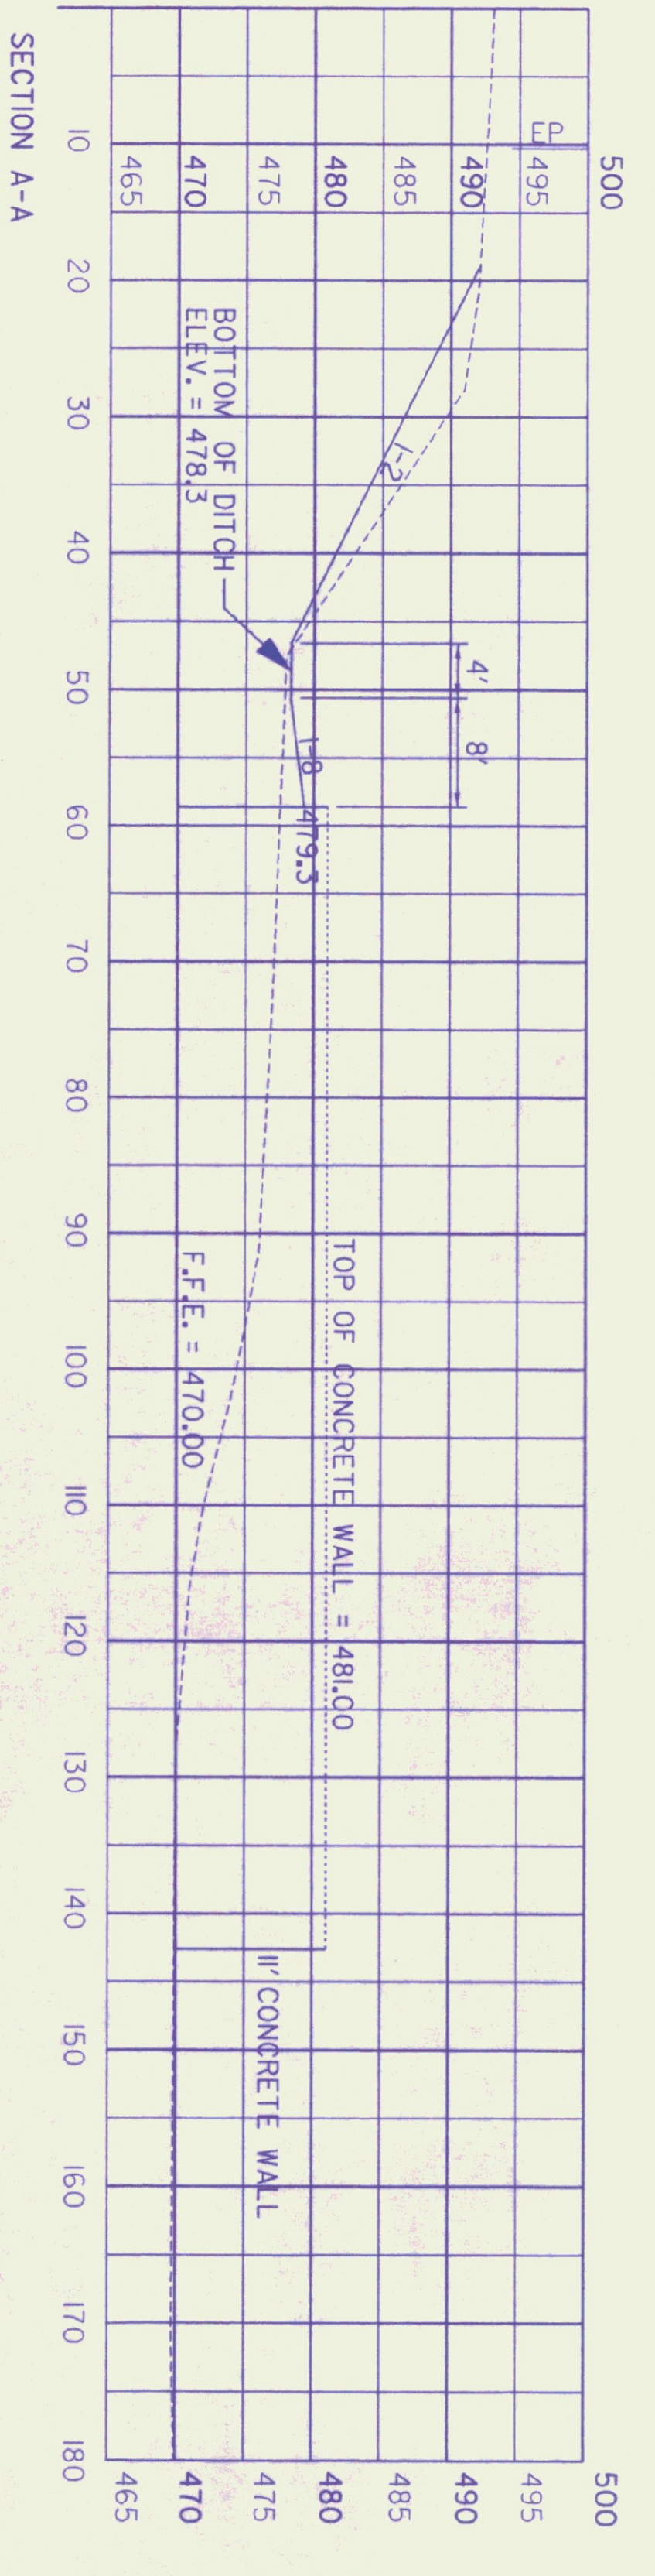 500
EP
495
490
485
480
475
470
465
4'
8'
1-2
1-8
479.3
BOTTOM OF DITCH
ELEV. = 478.3
TOP OF CONCRETE WALL = 481.00
F.F.E. = 470.00
11' CONCRETE WALL
500
495
490
485
480
475
470
465
10 20 30 40 50 60 70 80 90 100 110 120 130 140 150 160 170 180
SECTION A-A